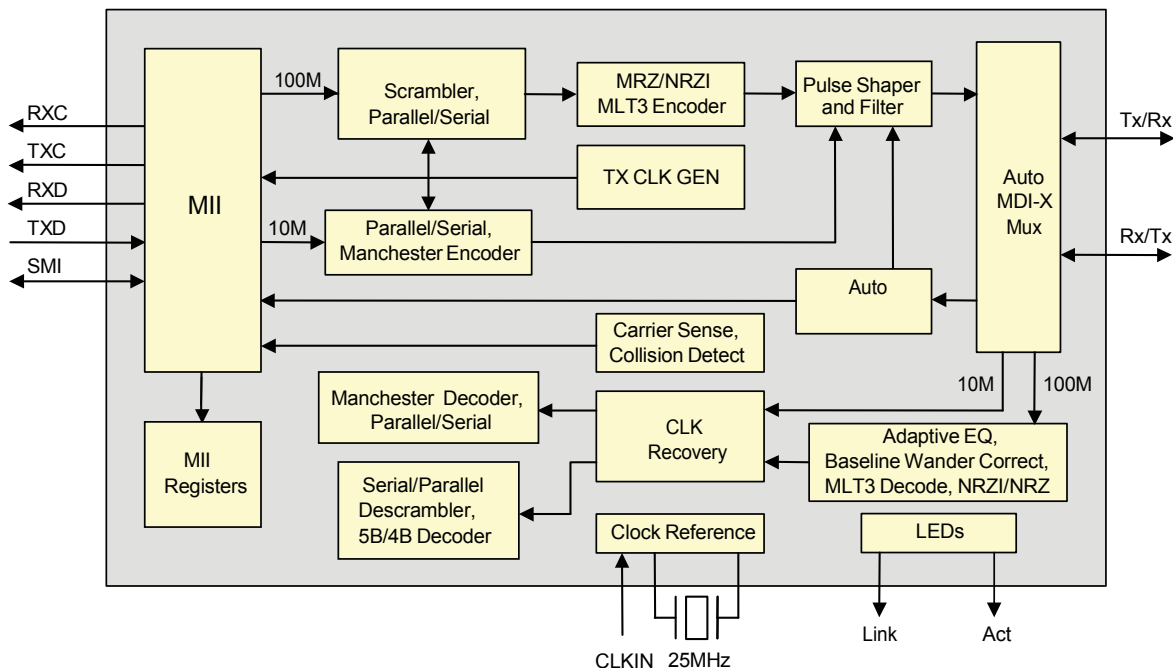 RXC
TXC
RXD
TXD
SMI
MII
100M
10M
Scrambler,
Parallel/Serial
MRZ/NRZI
MLT3 Encoder
Pulse Shaper
and Filter
TX CLK GEN
Parallel/Serial,
Manchester Encoder
Auto
MDI-X
Mux
Tx/Rx
Rx/Tx
Auto
Carrier Sense,
Collision Detect
10M
100M
Manchester Decoder,
Parallel/Serial
CLK
Recovery
Adaptive EQ,
Baseline Wander Correct,
MLT3 Decode, NRZI/NRZ
MII
Registers
Serial/Parallel
Descrambler,
5B/4B Decoder
Clock Reference
LEDs
CLKIN
25MHz
Link
Act